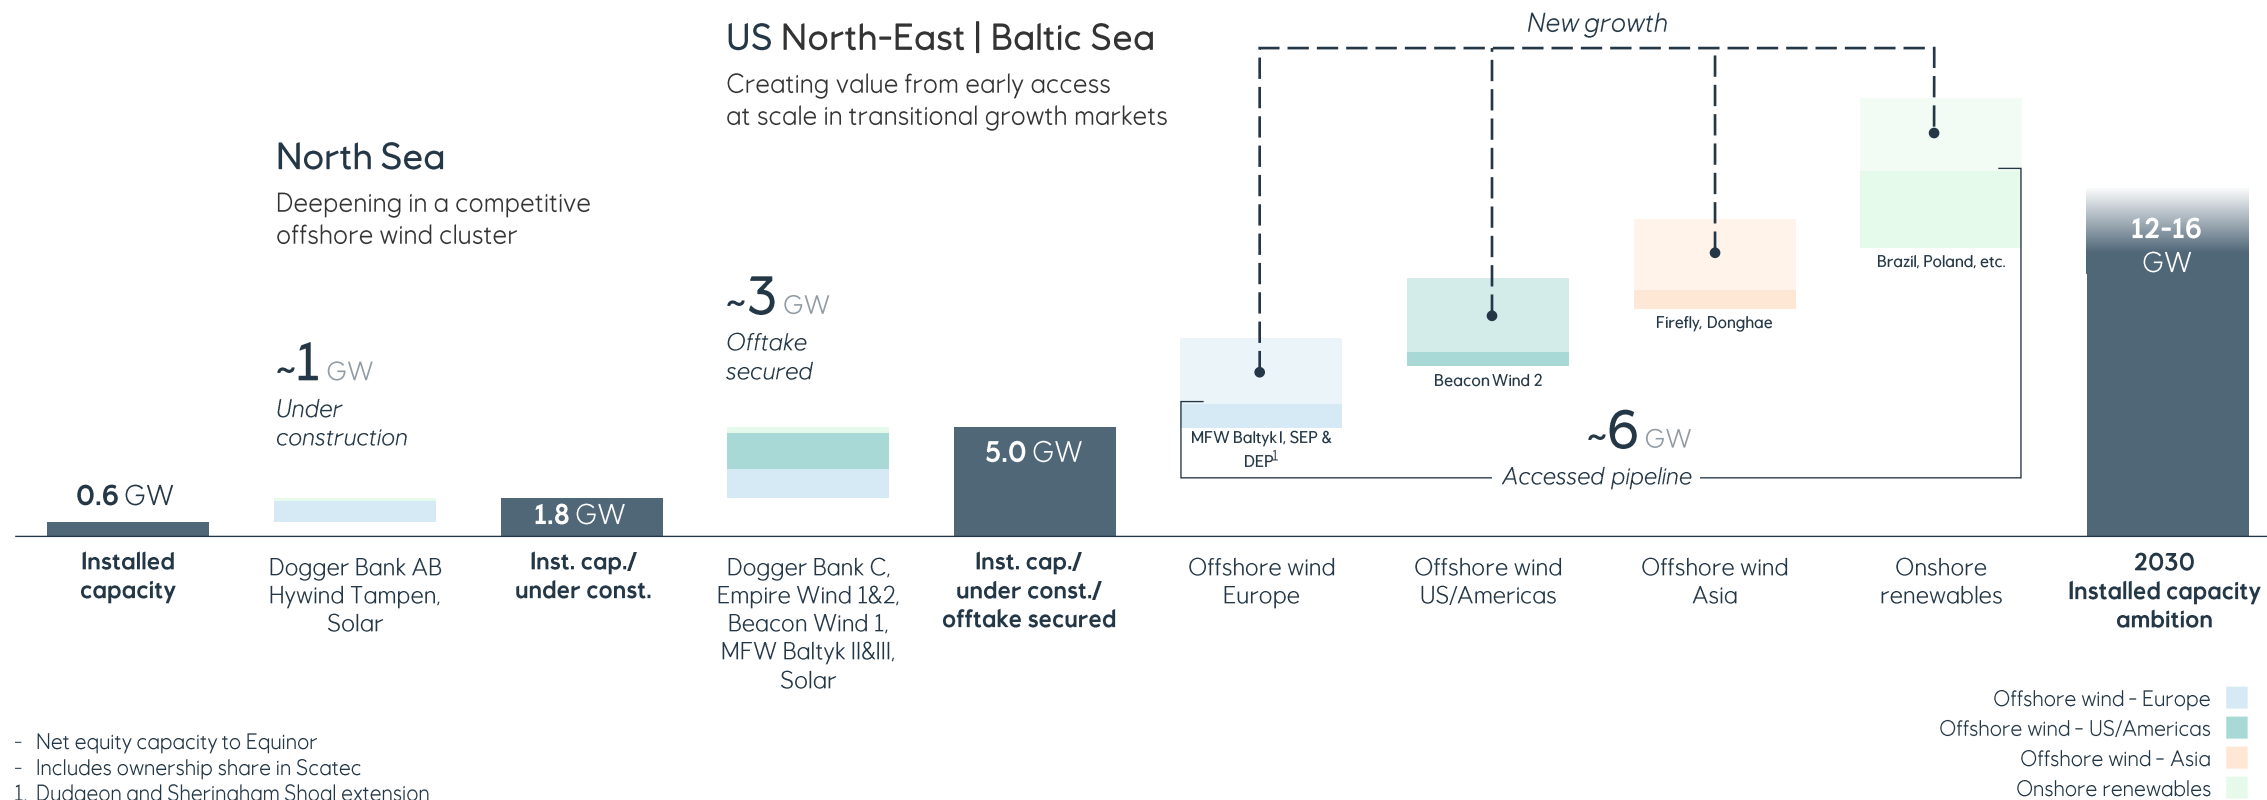 New growth
US North-East | Baltic Sea
Creating value from early access
at scale in transitional growth markets
North Sea
Deepening in a competitive
offshore wind cluster
~3 GW
Offtake
secured
~1 GW
Under
construction
0.6 GW
1.8 GW
5.0 GW
MFW Baltyk I, SEP &
DEP1
Beacon Wind 2
Firefly, Donghae
Brazil, Poland, etc.
~6 GW
Accessed pipeline
12-16
GW
Installed
capacity
Dogger Bank AB
Hywind Tampen,
Solar
Inst. cap./
under const.
Dogger Bank C,
Empire Wind 1&2,
Beacon Wind 1,
MFW Baltyk II&III,
Solar
Inst. cap./
under const./
offtake secured
Offshore wind
Europe
Offshore wind
US/Americas
Offshore wind
Asia
Onshore
renewables
2030
Installed capacity
ambition
Offshore wind - Europe
Offshore wind - US/Americas
Offshore wind - Asia
Onshore renewables
- Net equity capacity to Equinor
- Includes ownership share in Scatec
1. Dudgeon and Sheringham Shoal extension